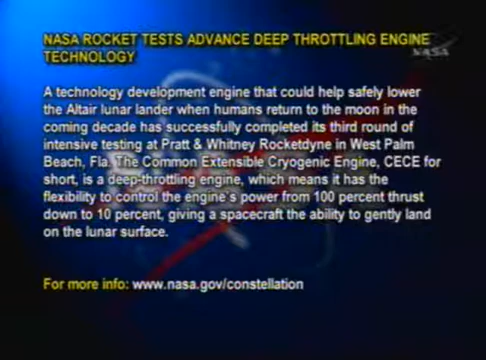 NASA ROCKET TESTS ADVANCE DEEP THROTTLING ENGINE
TECHNOLOGY
NASA
A technology development engine that could help safely lower
the Altair lunar lander when humans return to the moon in the
coming decade has successfully completed its third round of
intensive testing at Pratt & Whitney Rocketdyne in West Palm
Beach, Fla. The Common Extensible Cryogenic Engine, CECE for
short, is a deep-throttling engine, which means it has the
flexibility to control the engine's power from 100 percent thrust
down to 10 percent, giving a spacecraft the ability to gently land
on the lunar surface.
For more info: www.nasa.gov/constellation